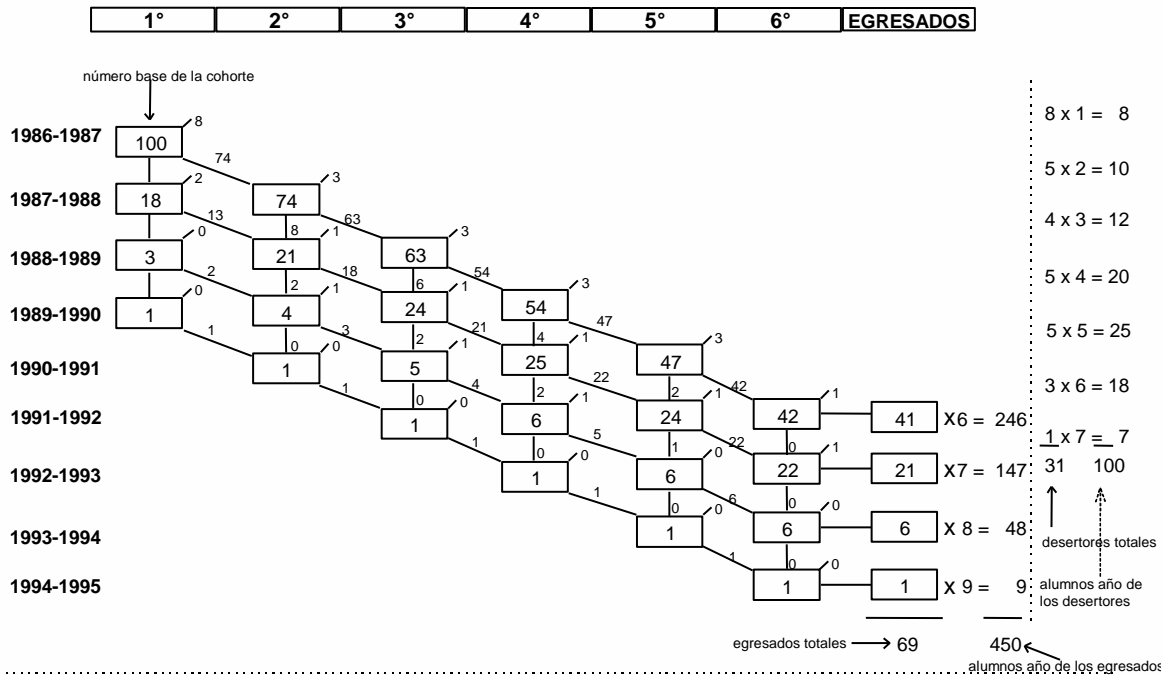 1° 2° 3° 4° 5° 6° EGRESADOS
número base de la cohorte
8
1986-1987 100 8 x 1 = 8
74
2 3 5 x 2 = 10
1987-1988 18 74
13 63 4 x 3 = 12
0 8 1 3
1988-1989 3 21 63
2 18 54 5 x 4 = 20
0 2 1 6 1 3
1989-1990 1 4 24 54
1 3 21 47 5 x 5 = 25
0 0 2 1 4 1 3
1990-1991 1 5 25 47
1 4 22 42 3 x 6 = 18
0 0 2 1 2 1 1
1991-1992 1 6 24 42 41 X6 = 246
1 5 22 1 x 7 = 7
0 0 1 0 0 1
1992-1993 1 6 22 21 X7 = 147 31 100
1 6
0 0 0 0
1993-1994 1 6 6 X 8 = 48
desertores totales
1 0 0
1994-1995 1 1 X 9 = 9
alumnos año de
los desertores
egresados totales 69 450
alumnos año de los egresados